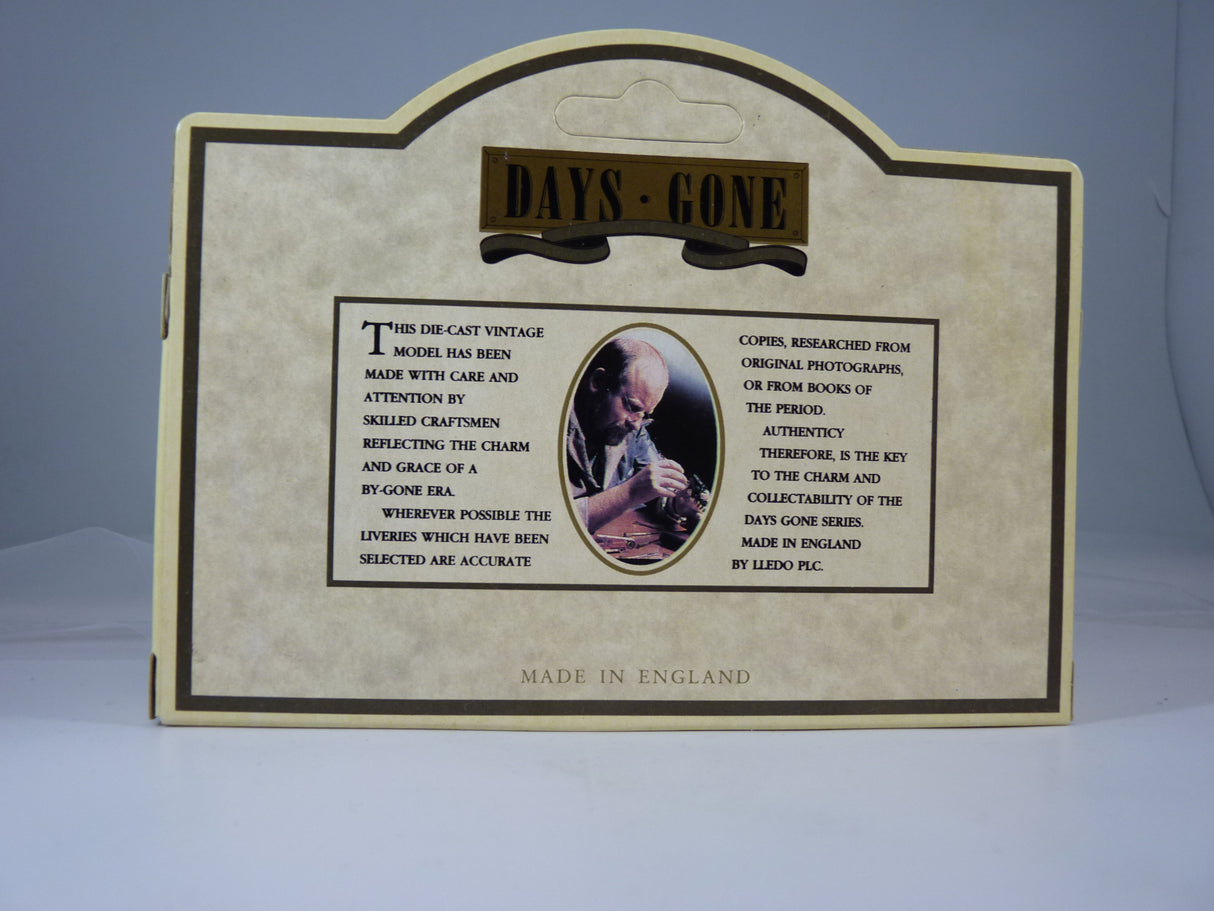 DAYS · GONE
THIS DIE-CAST VINTAGE
MODEL HAS BEEN
MADE WITH CARE AND
ATTENTION BY
SKILLED CRAFTSMEN
REFLECTING THE CHARM
AND GRACE OF A
BY-GONE ERA.
WHEREVER POSSIBLE THE
LIVERIES WHICH HAVE BEEN
SELECTED ARE ACCURATE
COPIES, RESEARCHED FROM
ORIGINAL PHOTOGRAPHS,
OR FROM BOOKS OF
THE PERIOD.
AUTHENTICY
THEREFORE, IS THE KEY
TO THE CHARM AND
COLLECTABILITY OF THE
DAYS GONE SERIES.
MADE IN ENGLAND
BY LLEDO PLC.
MADE IN ENGLAND